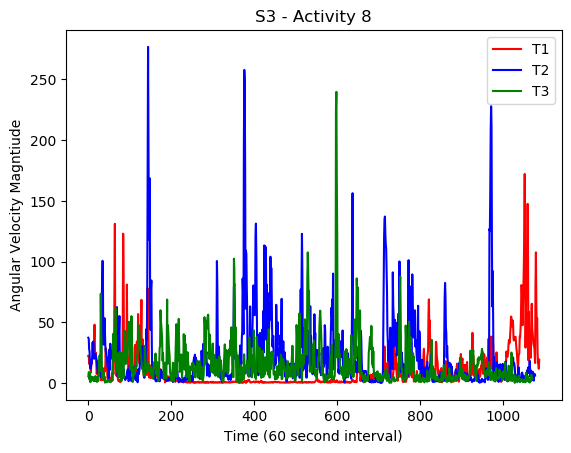 S3 - Activity 8
Angular Velocity Magntiude
250
200
150
100
50
0
0 200 400 600 800 1000
Time (60 second interval)
T1
T2
T3